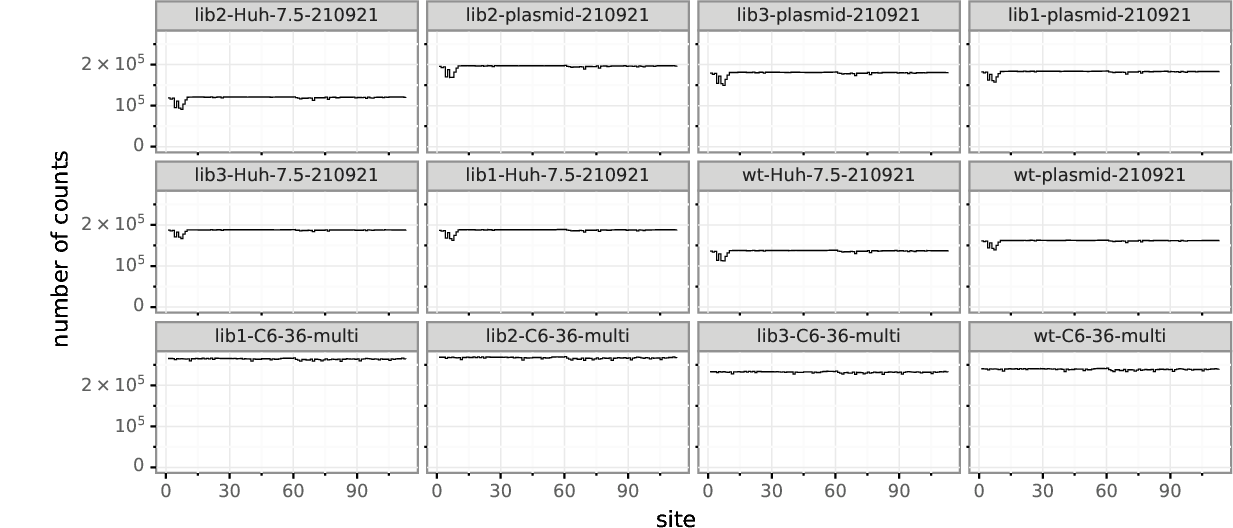 lib2-Huh-7.5-210921 lib2-plasmid-210921 lib3-plasmid-210921 lib1-plasmid-210921
2 × 10⁵
10⁵
0
lib3-Huh-7.5-210921 lib1-Huh-7.5-210921 wt-Huh-7.5-210921 wt-plasmid-210921
number of counts
2 × 10⁵
10⁵
0
lib1-C6-36-multi lib2-C6-36-multi lib3-C6-36-multi wt-C6-36-multi
2 × 10⁵
10⁵
0
0 30 60 90 0 30 60 90 0 30 60 90 0 30 60 90
site